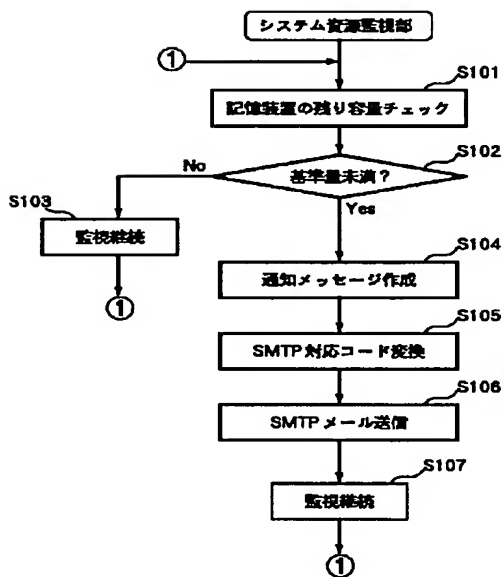 システム資源監視部
①
S101
記憶装置の残り容量チェック
S102
基準量未満？
No
Yes
S103
監視継続
①
S104
通知メッセージ作成
S105
SMTP対応コード変換
S106
SMTPメール送信
S107
監視継続
①